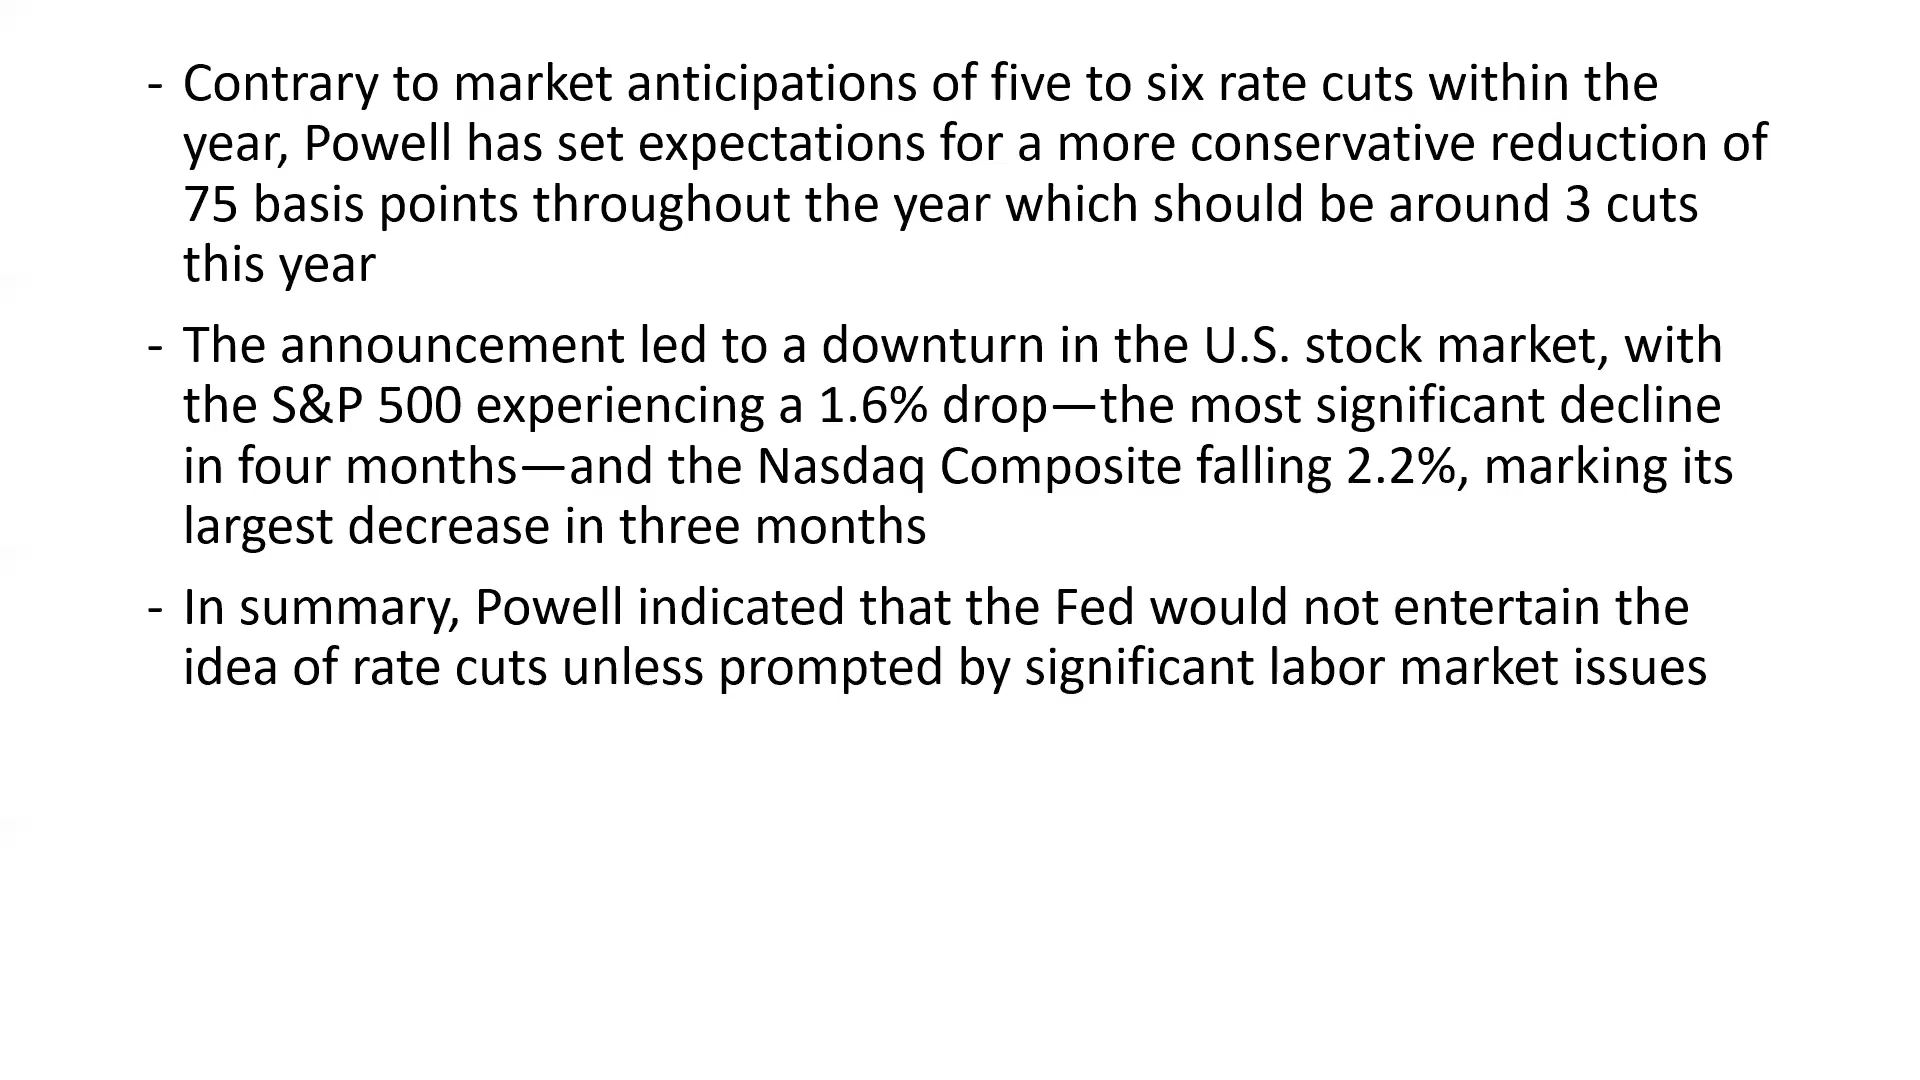 - Contrary to market anticipations of five to six rate cuts within the
year, Powell has set expectations for a more conservative reduction of
75 basis points throughout the year which should be around 3 cuts
this year
- The announcement led to a downturn in the U.S. stock market, with
the S&P 500 experiencing a 1.6% drop—the most significant decline
in four months—and the Nasdaq Composite falling 2.2%, marking its
largest decrease in three months
- In summary, Powell indicated that the Fed would not entertain the
idea of rate cuts unless prompted by significant labor market issues